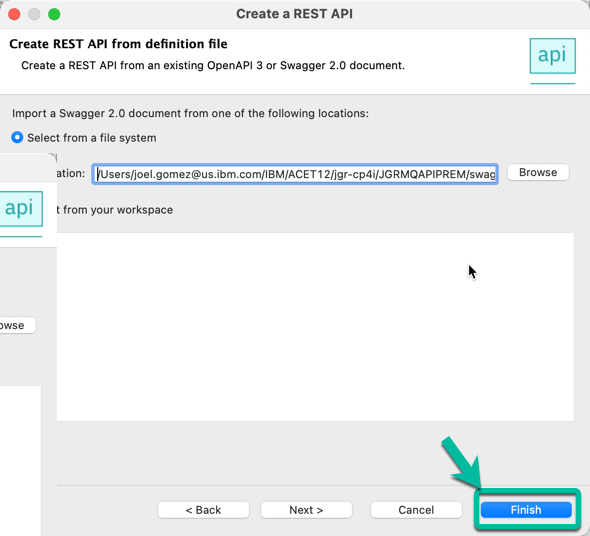 Create a REST API
Create REST API from definition file
Create a REST API from an existing OpenAPI 3 or Swagger 2.0 document.
api
Import a Swagger 2.0 document from one of the following locations:
Select from a file system
ation: /Users/joel.gomez@us.ibm.com/IBM/ACET12/jgr-cp4i/JGRMQAPIPREM/swag Browse
api
t from your workspace
owse
< Back Next > Cancel Finish